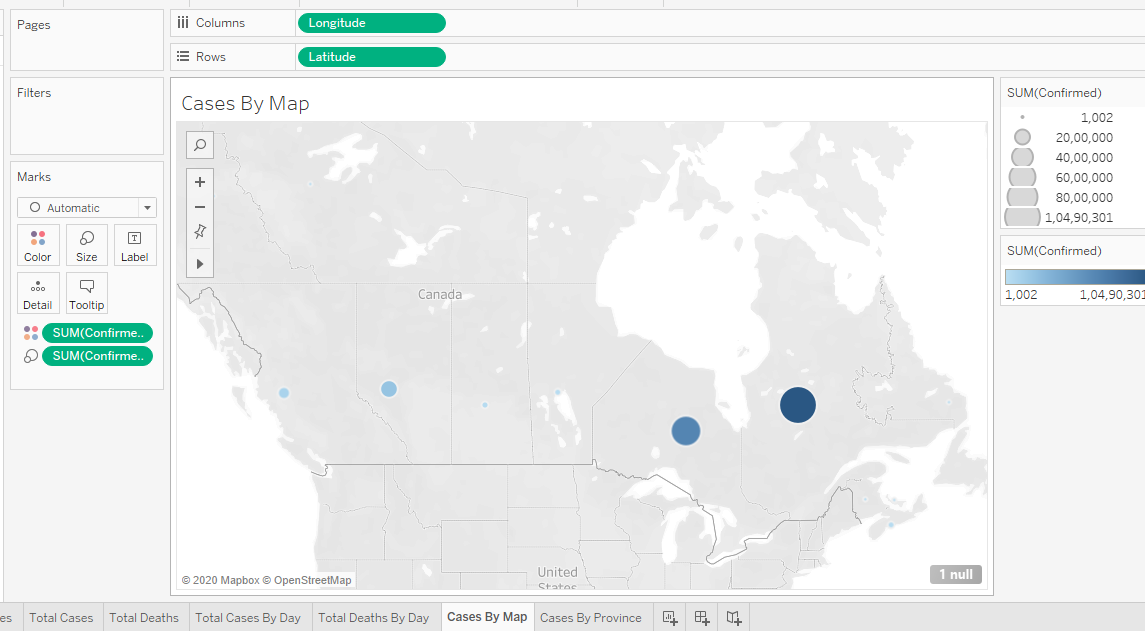 Pages
Columns
Longitude
Rows
Latitude
Filters
Marks
Automatic
Color
Size
Label
Detail
Tooltip
SUM(Confirme..
SUM(Confirme..
Cases By Map
Canada
United
States
© 2020 Mapbox © OpenStreetMap
1 null
SUM(Confirmed)
1,002
20,00,000
40,00,000
60,00,000
80,00,000
1,04,90,301
SUM(Confirmed)
1,002
1,04,90,301
es
Total Cases
Total Deaths
Total Cases By Day
Total Deaths By Day
Cases By Map
Cases By Province